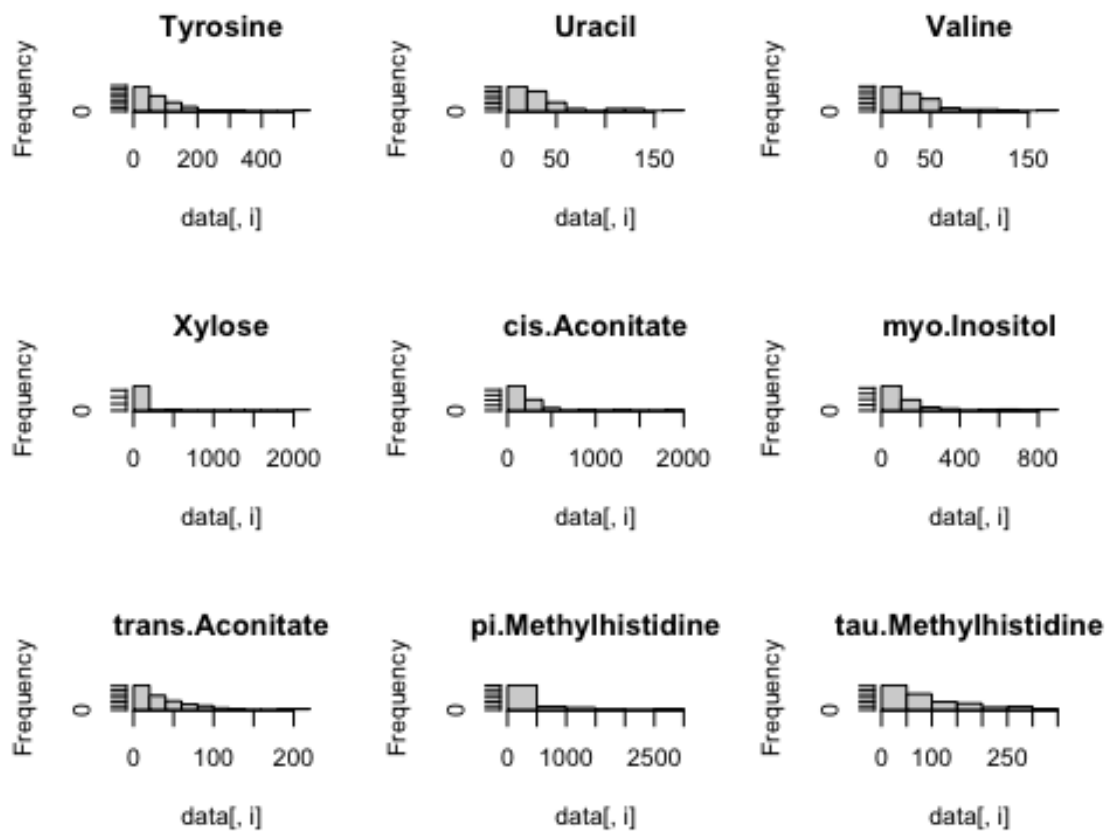 Tyrosine Uracil Valine
Frequency Frequency Frequency
0 0 0
0 200 400 0 50 150 0 50 150
data[, i] data[, i] data[, i]
Xylose cis.Aconitate myo.Inositol
Frequency Frequency Frequency
0 0 0
0 1000 2000 0 1000 2000 0 400 800
data[, i] data[, i] data[, i]
trans.Aconitate pi.Methylhistidine tau.Methylhistidine
Frequency Frequency Frequency
0 0 0
0 100 200 0 1000 2500 0 100 250
data[, i] data[, i] data[, i]